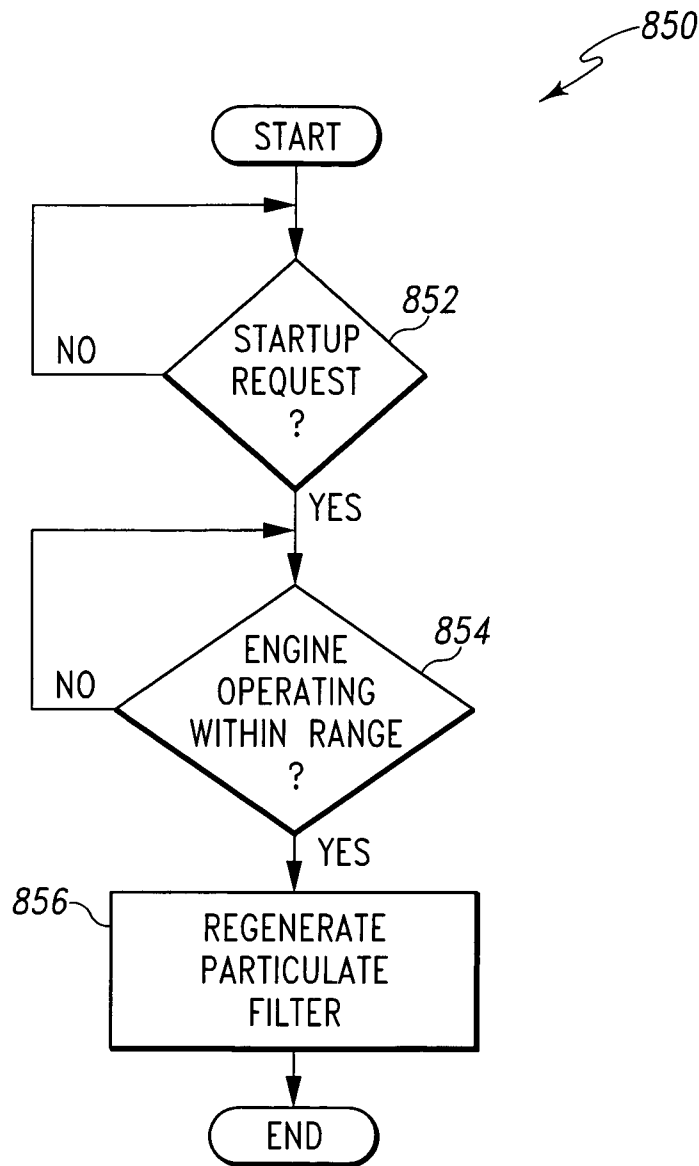 850
START
852
STARTUP
REQUEST
?
NO
YES
854
ENGINE
OPERATING
WITHIN RANGE
?
NO
YES
856
REGENERATE
PARTICULATE
FILTER
END